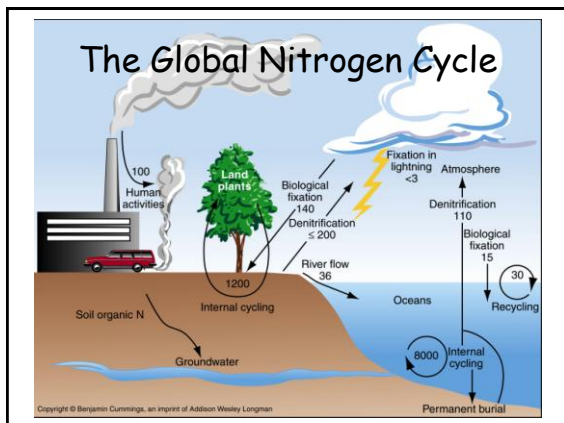 The Global Nitrogen Cycle
100
Human
activities
Land
plants
Biological
fixation
140
Denitrification
≤ 200
Fixation in
lightning
<3
Atmosphere
Denitrification
110
Biological
fixation
15
River flow
36
30
Recycling
1200
Internal cycling
Oceans
Soil organic N
Groundwater
8000
Internal
cycling
Permanent burial
Copyright © Benjamin Cummings, an imprint of Addison Wesley Longman